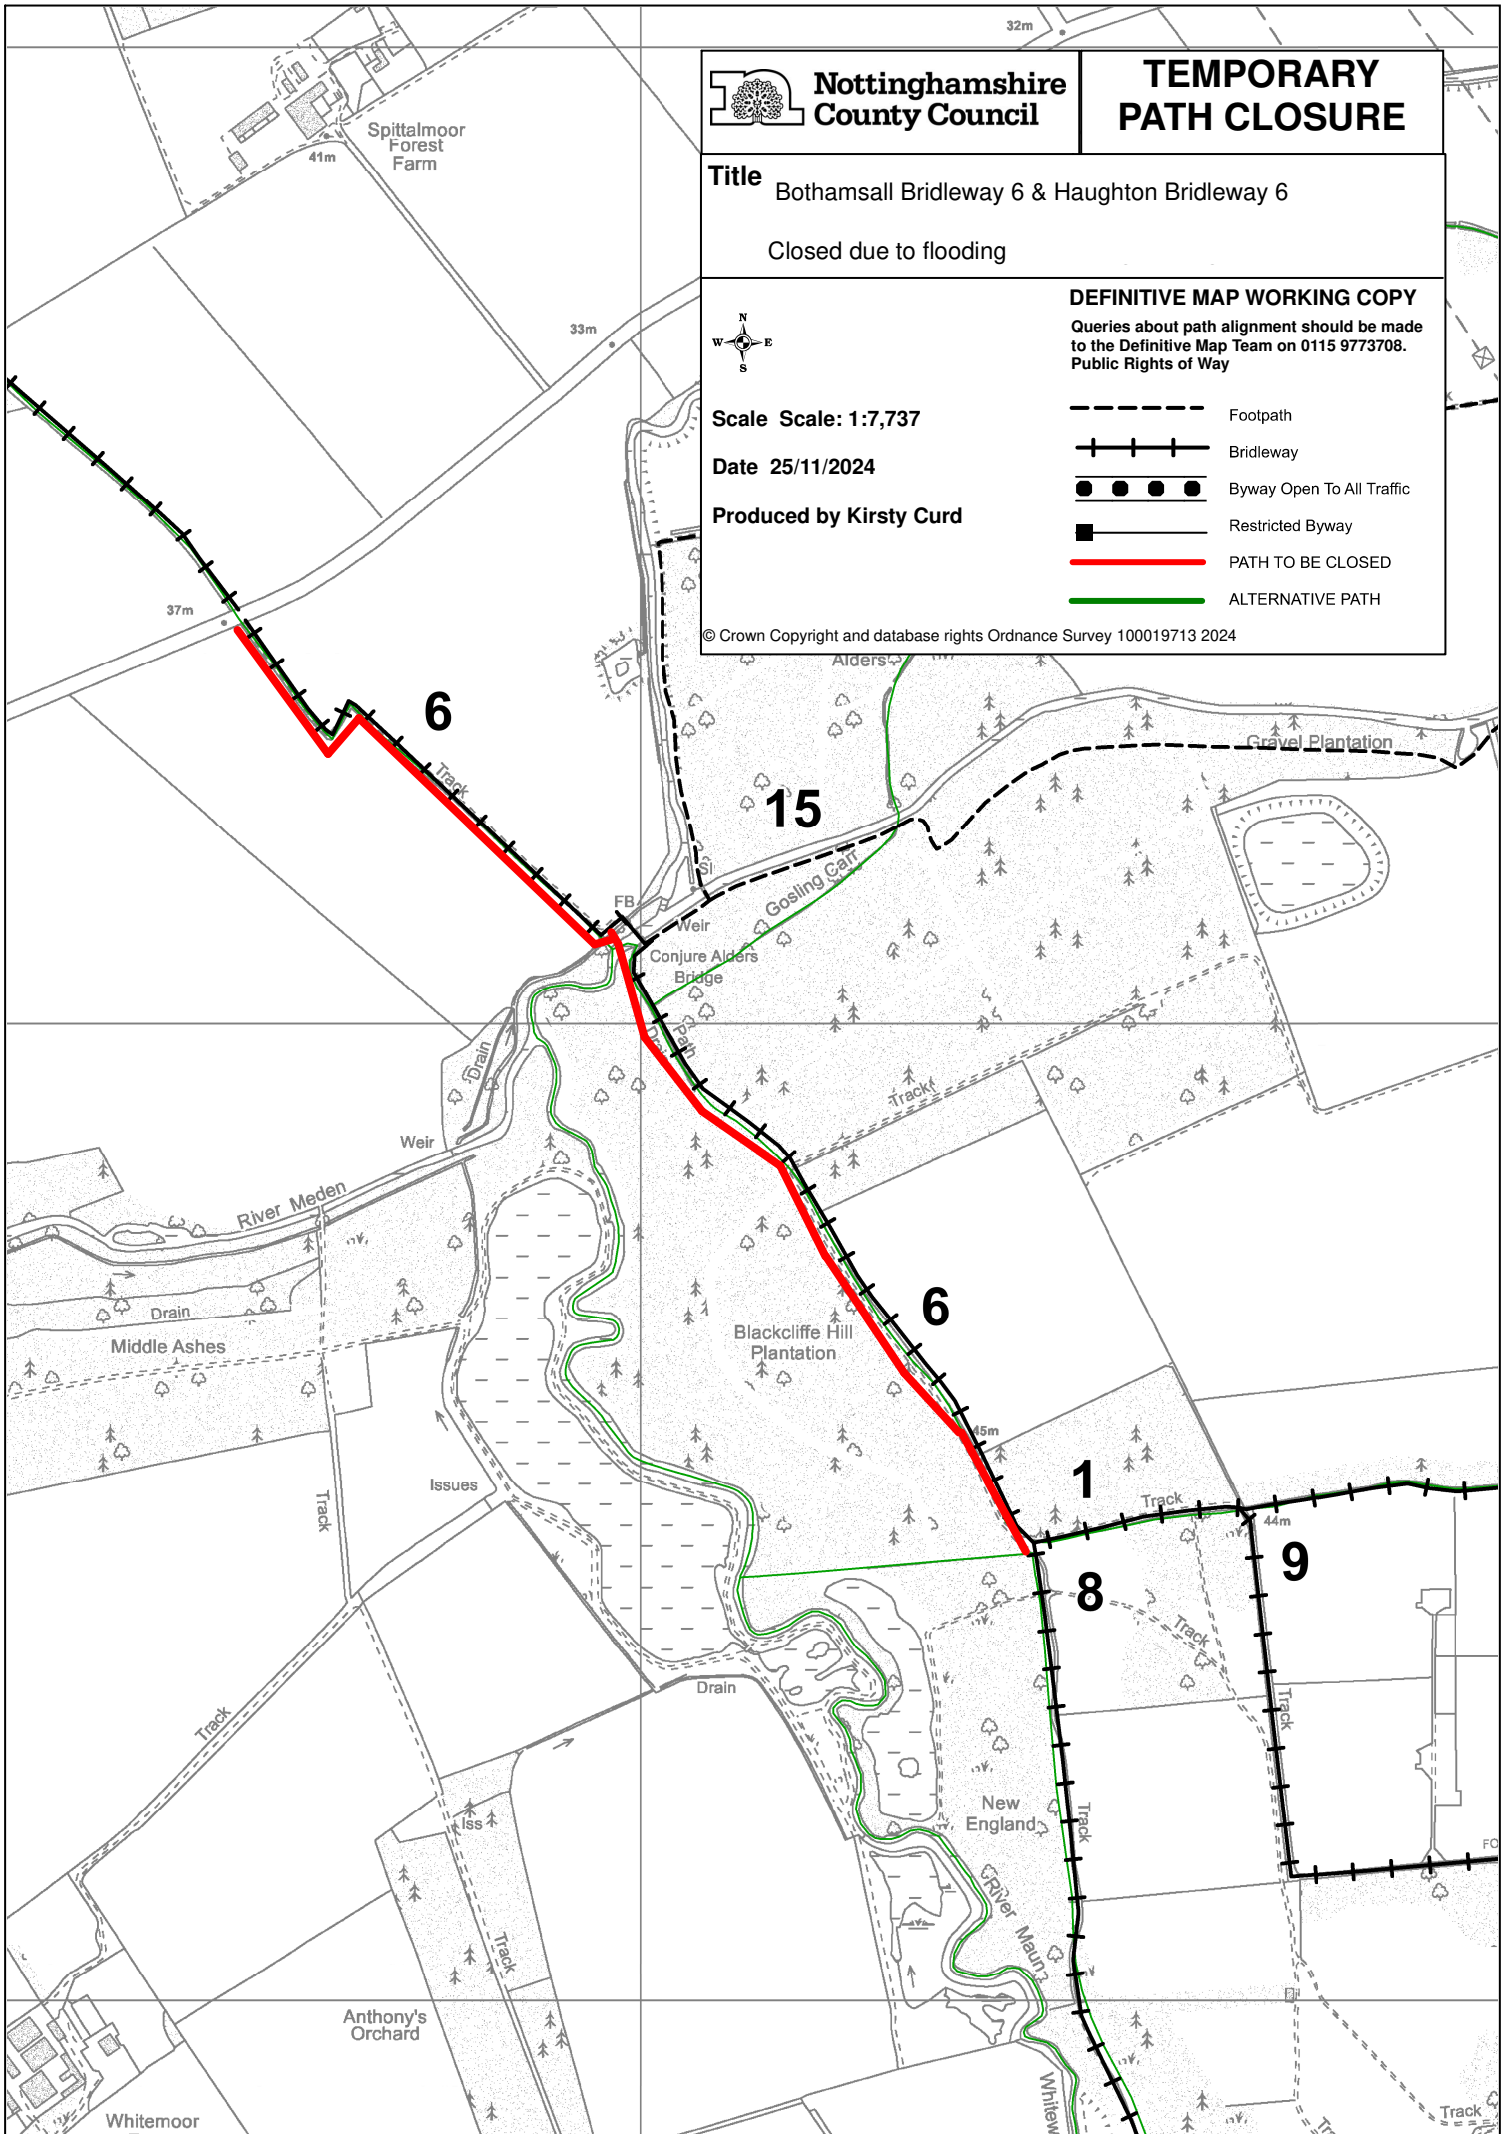 32m
Nottinghamshire
County Council
TEMPORARY
PATH CLOSURE
Spittalmoor
Forest
Farm
41m
Title Bothamsall Bridleway 6 & Haughton Bridleway 6
Closed due to flooding
DEFINITIVE MAP WORKING COPY
Queries about path alignment should be made
to the Definitive Map Team on 0115 9773708.
Public Rights of Way
N
W E
S
33m
Scale Scale: 1:7,737
Date 25/11/2024
Produced by Kirsty Curd
Footpath
Bridleway
Byway Open To All Traffic
Restricted Byway
PATH TO BE CLOSED
ALTERNATIVE PATH
© Crown Copyright and database rights Ordnance Survey 100019713 2024
37m
Alders
6
Gravel Plantation
Track
15
Sl
Gosling Carr
FB
Weir
Conjure Alders
Bridge
Drain
Path
Drain
Track
Weir
River Meden
Drain
Middle Ashes
6
Blackcliffe Hill
Plantation
45m
Issues
1
Track
Track
44m
9
8
Track
Track
Drain
Track
New
England
Track
Iss
FO
River Maun
Track
Anthony's
Orchard
Whitemoor
Whitew
Track
Tr